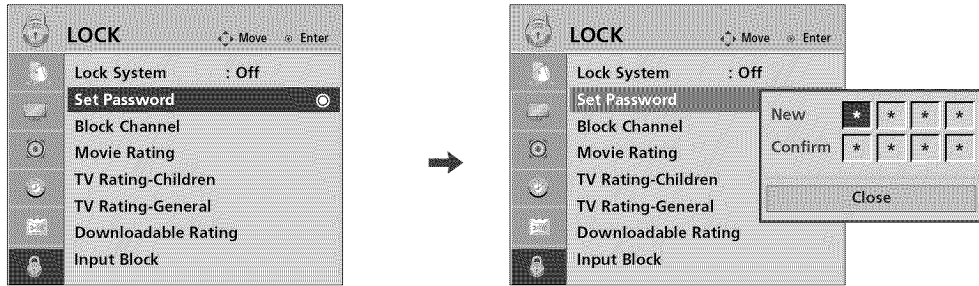 LOCK Move Enter
Lock System : Off
Set Password
Block Channel
Movie Rating
TV Rating-Children
TV Rating-General
Downloadable Rating
Input Block
LOCK Move Enter
Lock System : Off
Set Password
Block Channel
Movie Rating
TV Rating-Children
TV Rating-General
Downloadable Rating
Input Block
New * * * *
Confirm * * * *
Close